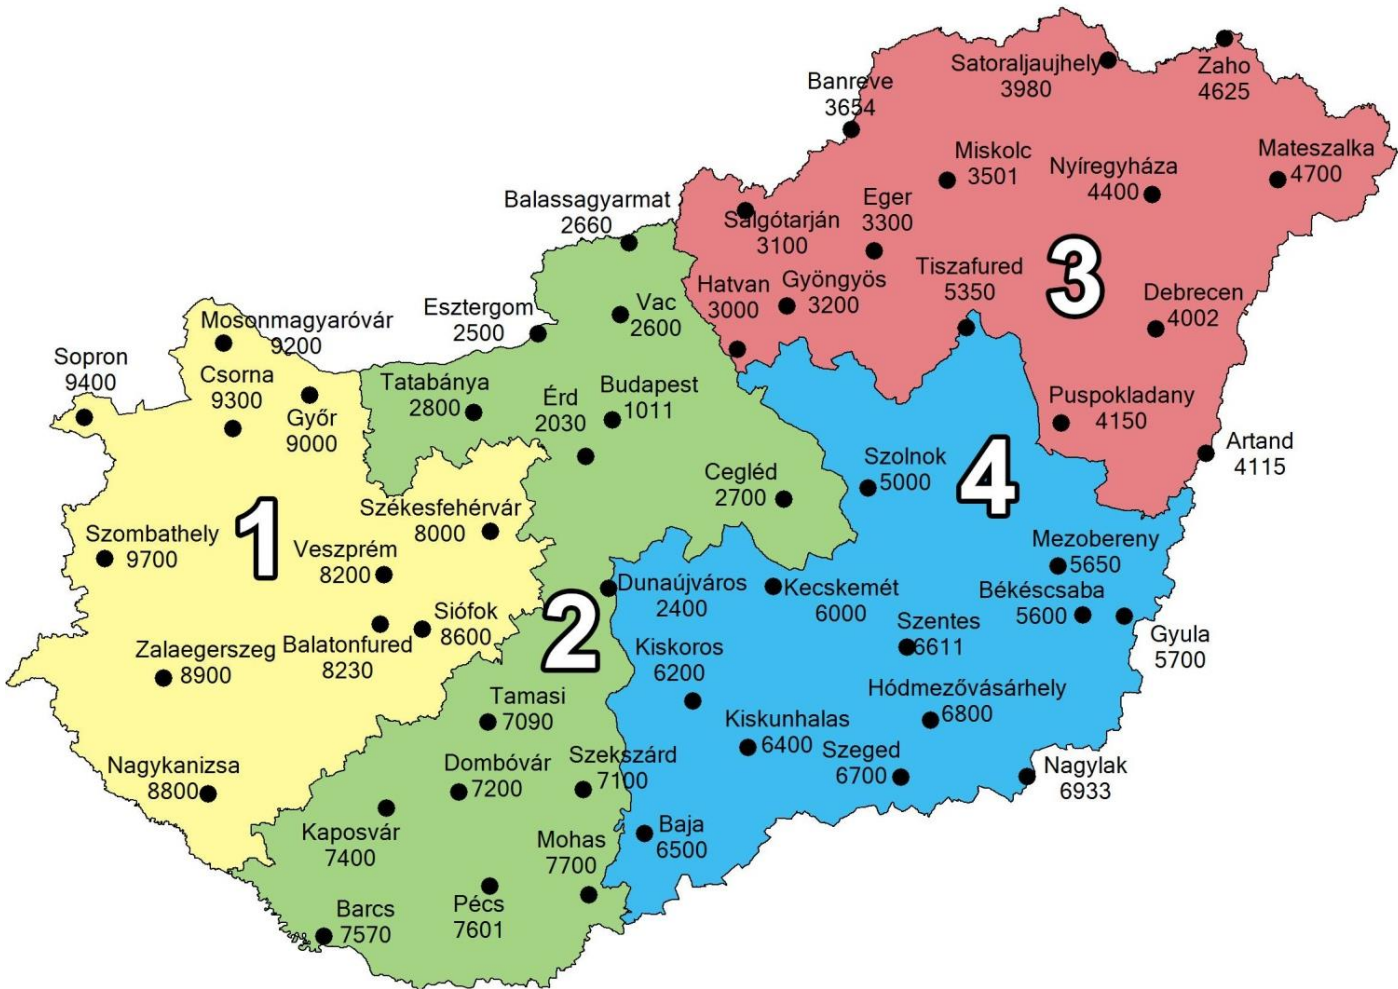 Satoraljaujhely
3980
Zaho
4625
Banreve
3654
Miskolc
3501
Nyíregyháza
4400
Mateszalka
4700
Balassagyarmat
2660
Salgótarján
3100
Eger
3300
3
Tiszafured
5350
Hatvan
3000
Gyöngyös
3200
Debrecen
4002
Esztergom
2500
Vac
2600
Mosonmagyaróvár
9200
Sopron
9400
Csorna
9300
Győr
9000
Tatabánya
2800
Érd
2030
Budapest
1011
Puspokladany
4150
Artand
4115
Szolnok
5000
4
Cegléd
2700
Székesfehérvár
8000
1
Szombathely
9700
Veszprém
8200
Mezobereny
5650
Dunaújváros
2400
Kecskemét
6000
Békéscsaba
5600
Gyula
5700
2
Siófok
8600
Balatonfured
8230
Szentes
6611
Kiskoros
6200
Zalaegerszeg
8900
Hódmezővásárhely
6800
Tamasi
7090
Kiskunhalas
6400
Szeged
6700
Nagylak
6933
Nagykanizsa
8800
Dombóvár
7200
Szekszárd
7100
Kaposvár
7400
Mohas
7700
Baja
6500
Pécs
7601
Barcs
7570